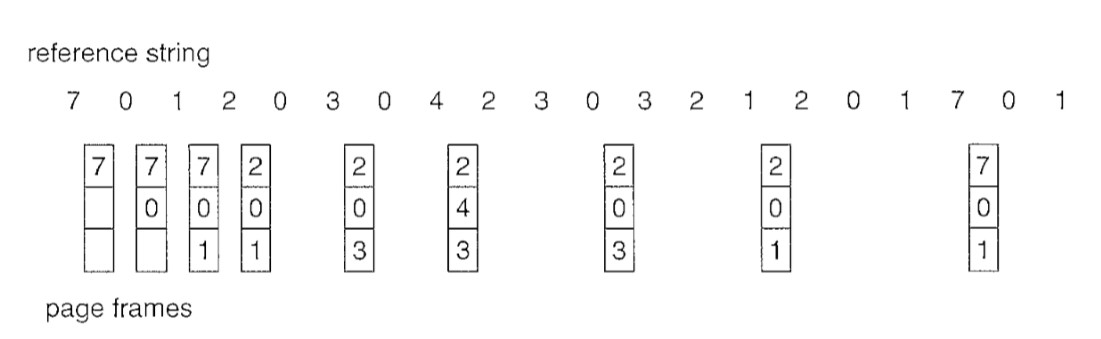 reference string
7 0 1 2 0 3 0 4 2 3 0 3 2 1 2 0 1 7 0 1
7 7 7 2 2 2 2 2 7
0 0 0 0 4 0 0 0
1 1 3 3 3 1 1
page frames